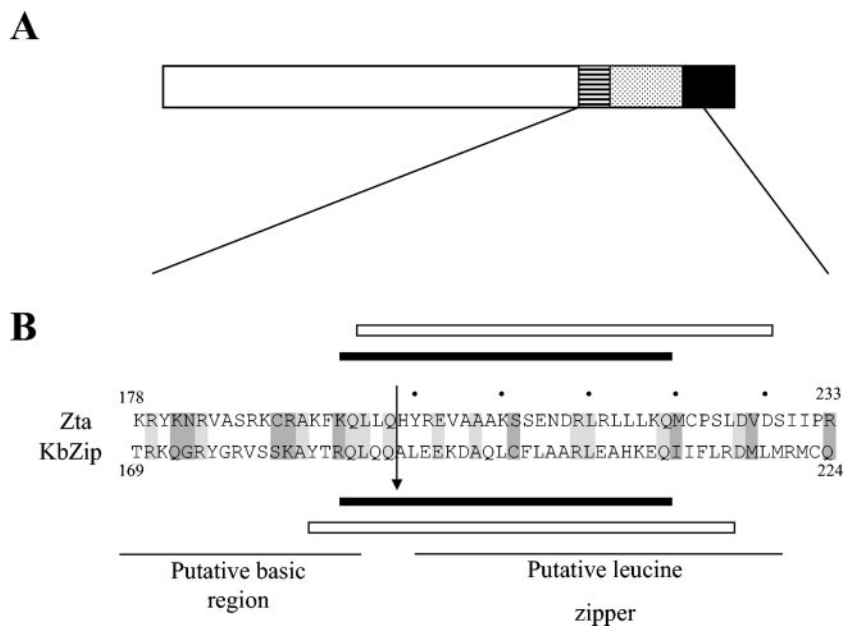 A
B
178 233
Zta KRYKNRVASRKCRAKFKQLLQHYREVAAAKSSENDRLRLLLKQMCPSLDVDSIIPR
KbZip TRKQGRYGRVSSKAYTRQLQQALEEKDAQLCFLAARLEAHKEQIIFLRDMLMRMCQ
169 224
Putative basic
region
Putative leucine
zipper